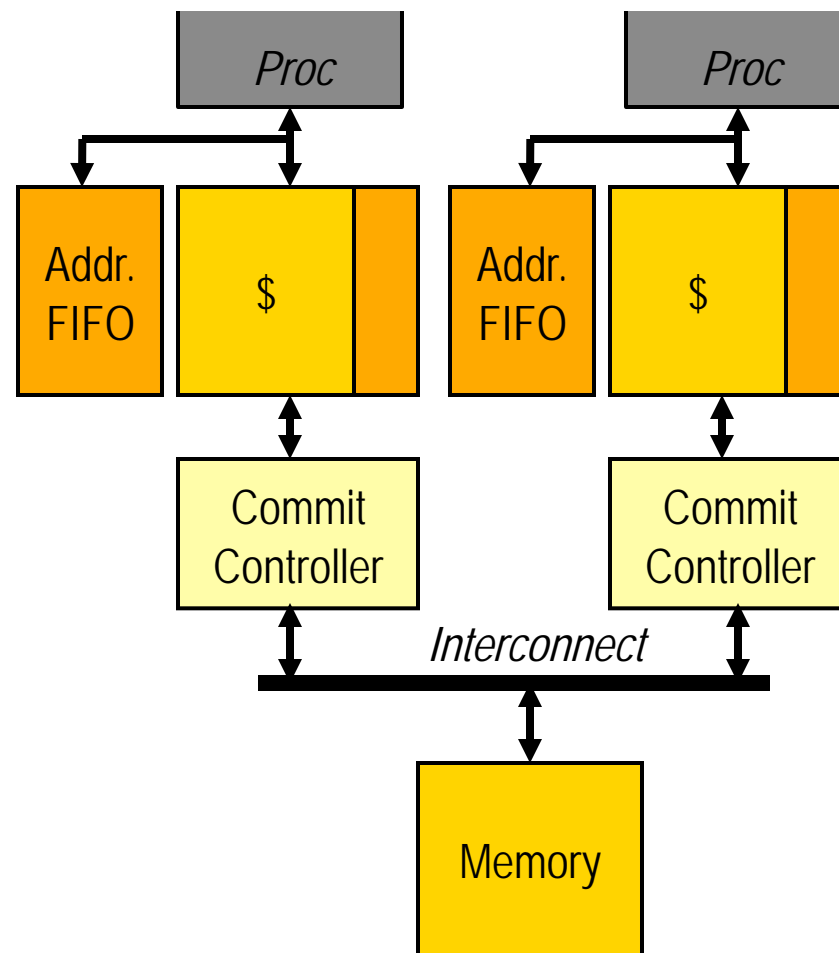 Proc
Proc
Addr.
FIFO
$
Addr.
FIFO
$
Commit
Controller
Commit
Controller
Interconnect
Memory